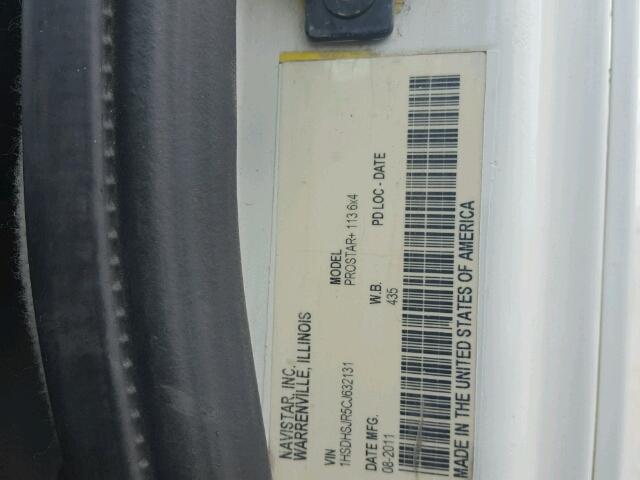 NAVISTAR, INC.
WARRENVILLE, ILLINOIS
VIN MODEL
1HSDHSJR5CJ632131 PROSTAR+ 113 6x4
DATE MFG. W.B. PD LOC - DATE
08-2011 435
MADE IN THE UNITED STATES OF AMERICA